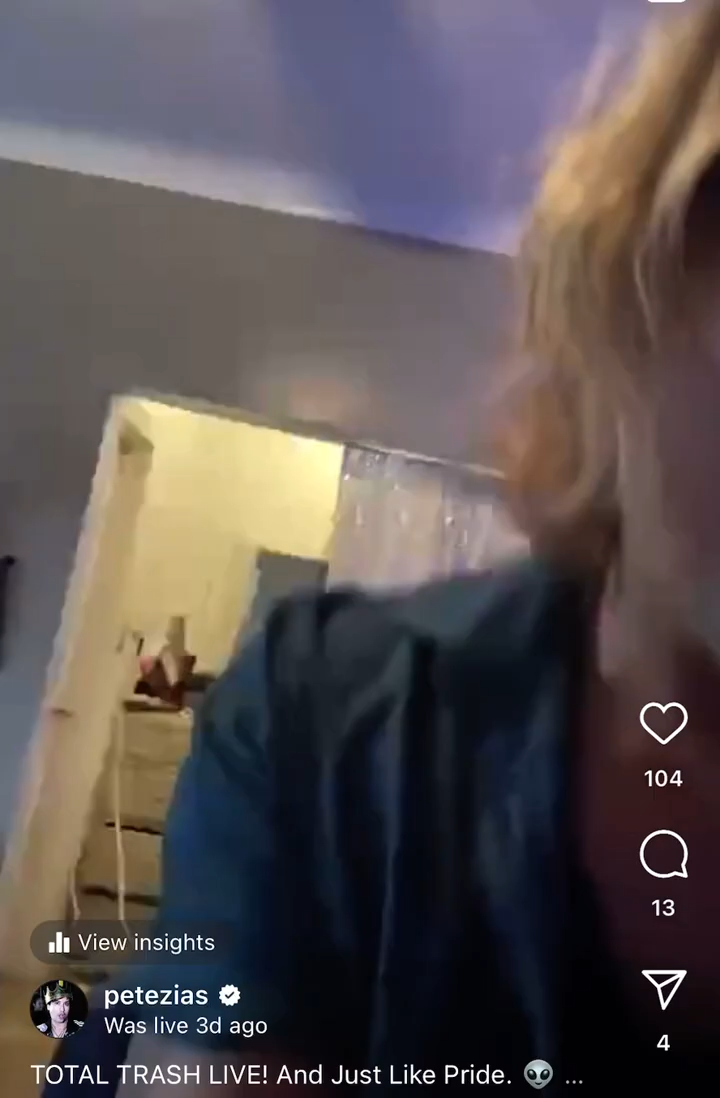 104
13
View insights
petezias
Was live 3d ago
4
TOTAL TRASH LIVE! And Just Like Pride. 👽 ...